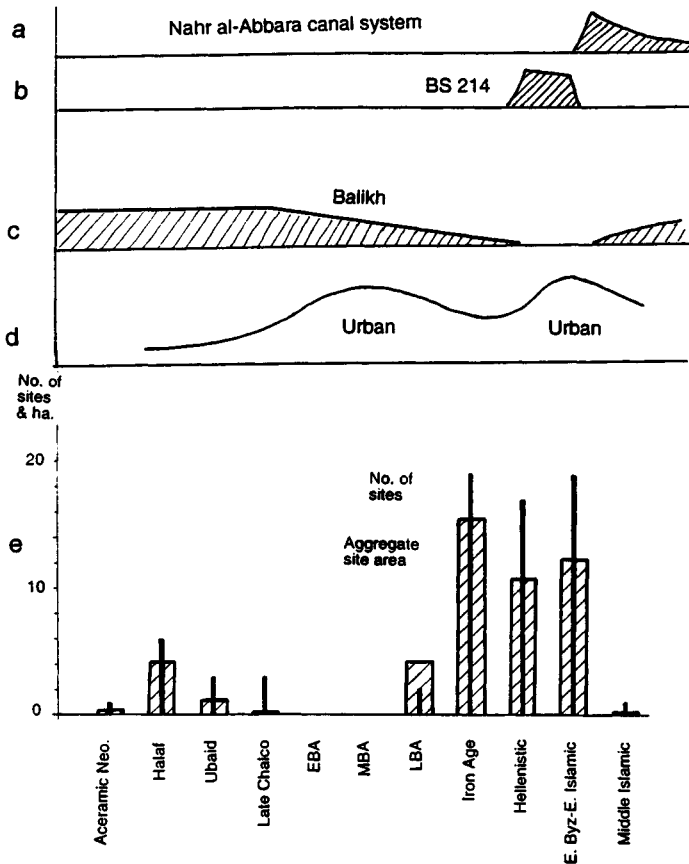 a
Nahr al-Abbara canal system
b
BS 214
Balikh
c
Urban
Urban
d
No. of
sites
& ha.
20
No. of
sites
e
Aggregate
site area
10
0
Aceramic Neo.
Halaf
Ubaid
Late Chalco
EBA
MBA
LBA
Iron Age
Hellenistic
E. Byz-E. Islamic
Middle Islamic